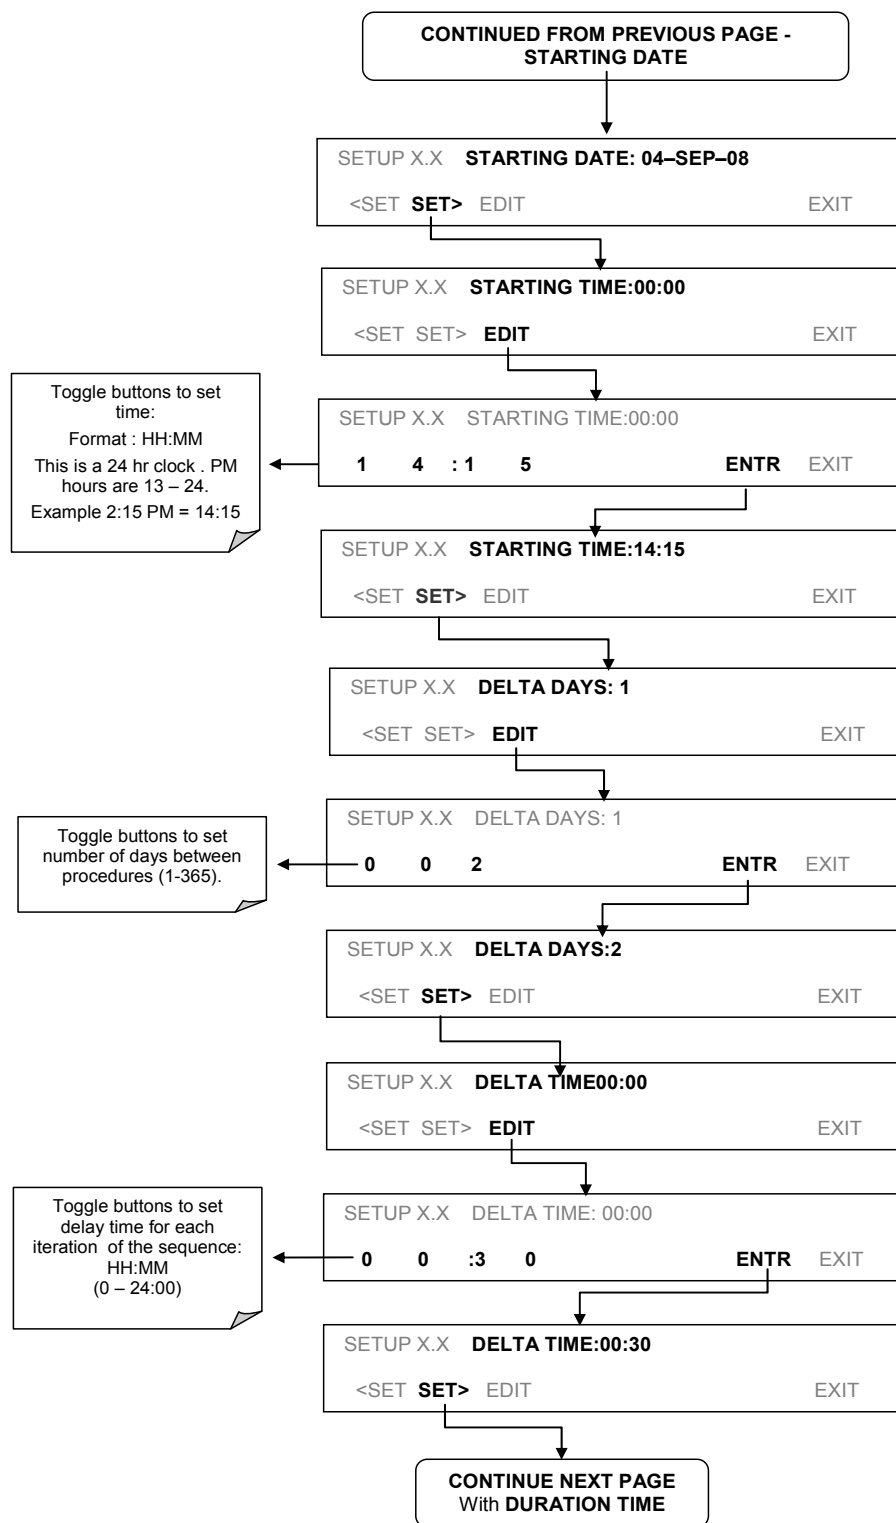 CONTINUED FROM PREVIOUS PAGE -
STARTING DATE
SETUP X.X STARTING DATE: 04–SEP–08
<SET SET> EDIT EXIT
SETUP X.X STARTING TIME:00:00
<SET SET> EDIT EXIT
Toggle buttons to set
time:
Format : HH:MM
This is a 24 hr clock . PM
hours are 13 – 24.
Example 2:15 PM = 14:15
SETUP X.X STARTING TIME:00:00
1 4 :1 5 ENTR EXIT
SETUP X.X STARTING TIME:14:15
<SET SET> EDIT EXIT
SETUP X.X DELTA DAYS: 1
<SET SET> EDIT EXIT
Toggle buttons to set
number of days between
procedures (1-365).
SETUP X.X DELTA DAYS: 1
0 0 2 ENTR EXIT
SETUP X.X DELTA DAYS:2
<SET SET> EDIT EXIT
SETUP X.X DELTA TIME00:00
<SET SET> EDIT EXIT
Toggle buttons to set
delay time for each
iteration of the sequence:
HH:MM
(0 – 24:00)
SETUP X.X DELTA TIME: 00:00
0 0 :3 0 ENTR EXIT
SETUP X.X DELTA TIME:00:30
<SET SET> EDIT EXIT
CONTINUE NEXT PAGE
With DURATION TIME